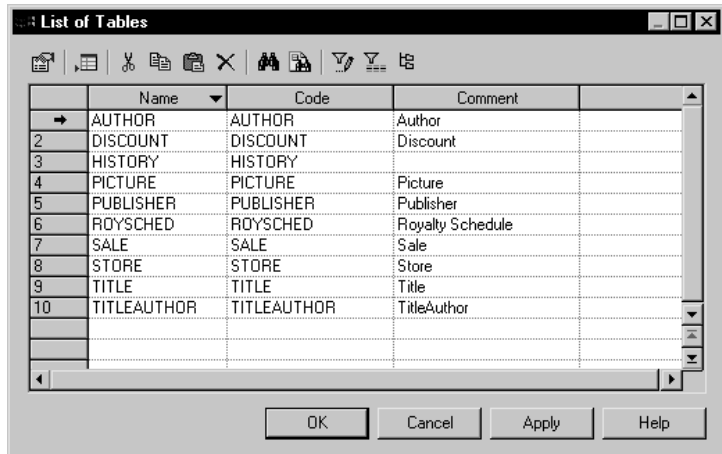 List of Tables
Name Code Comment
AUTHOR AUTHOR Author
2 DISCOUNT DISCOUNT Discount
3 HISTORY HISTORY
4 PICTURE PICTURE Picture
5 PUBLISHER PUBLISHER Publisher
6 ROYSCHED ROYSCHED Royalty Schedule
7 SALE SALE Sale
8 STORE STORE Store
9 TITLE TITLE Title
10 TITLEAUTHOR TITLEAUTHOR TitleAuthor
OK Cancel Apply Help